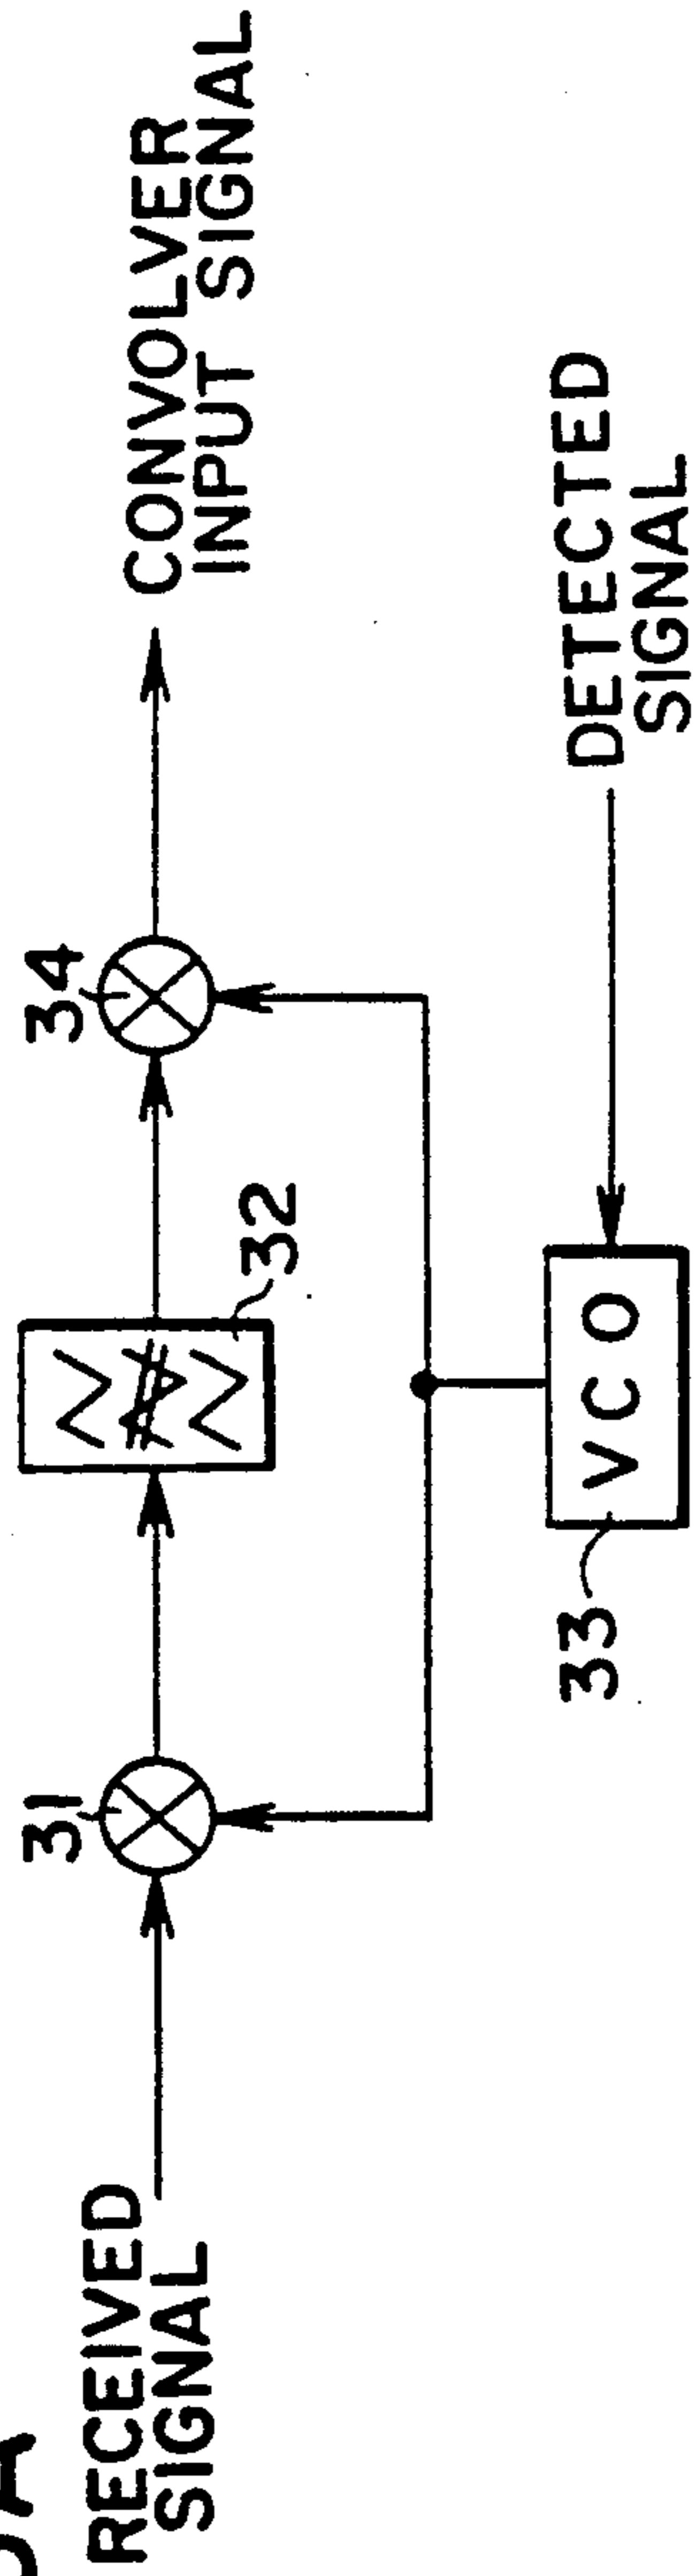 RECEIVED
SIGNAL
31
32
34
CONVOLVER
INPUT SIGNAL
33
VCO
DETECTED
SIGNAL